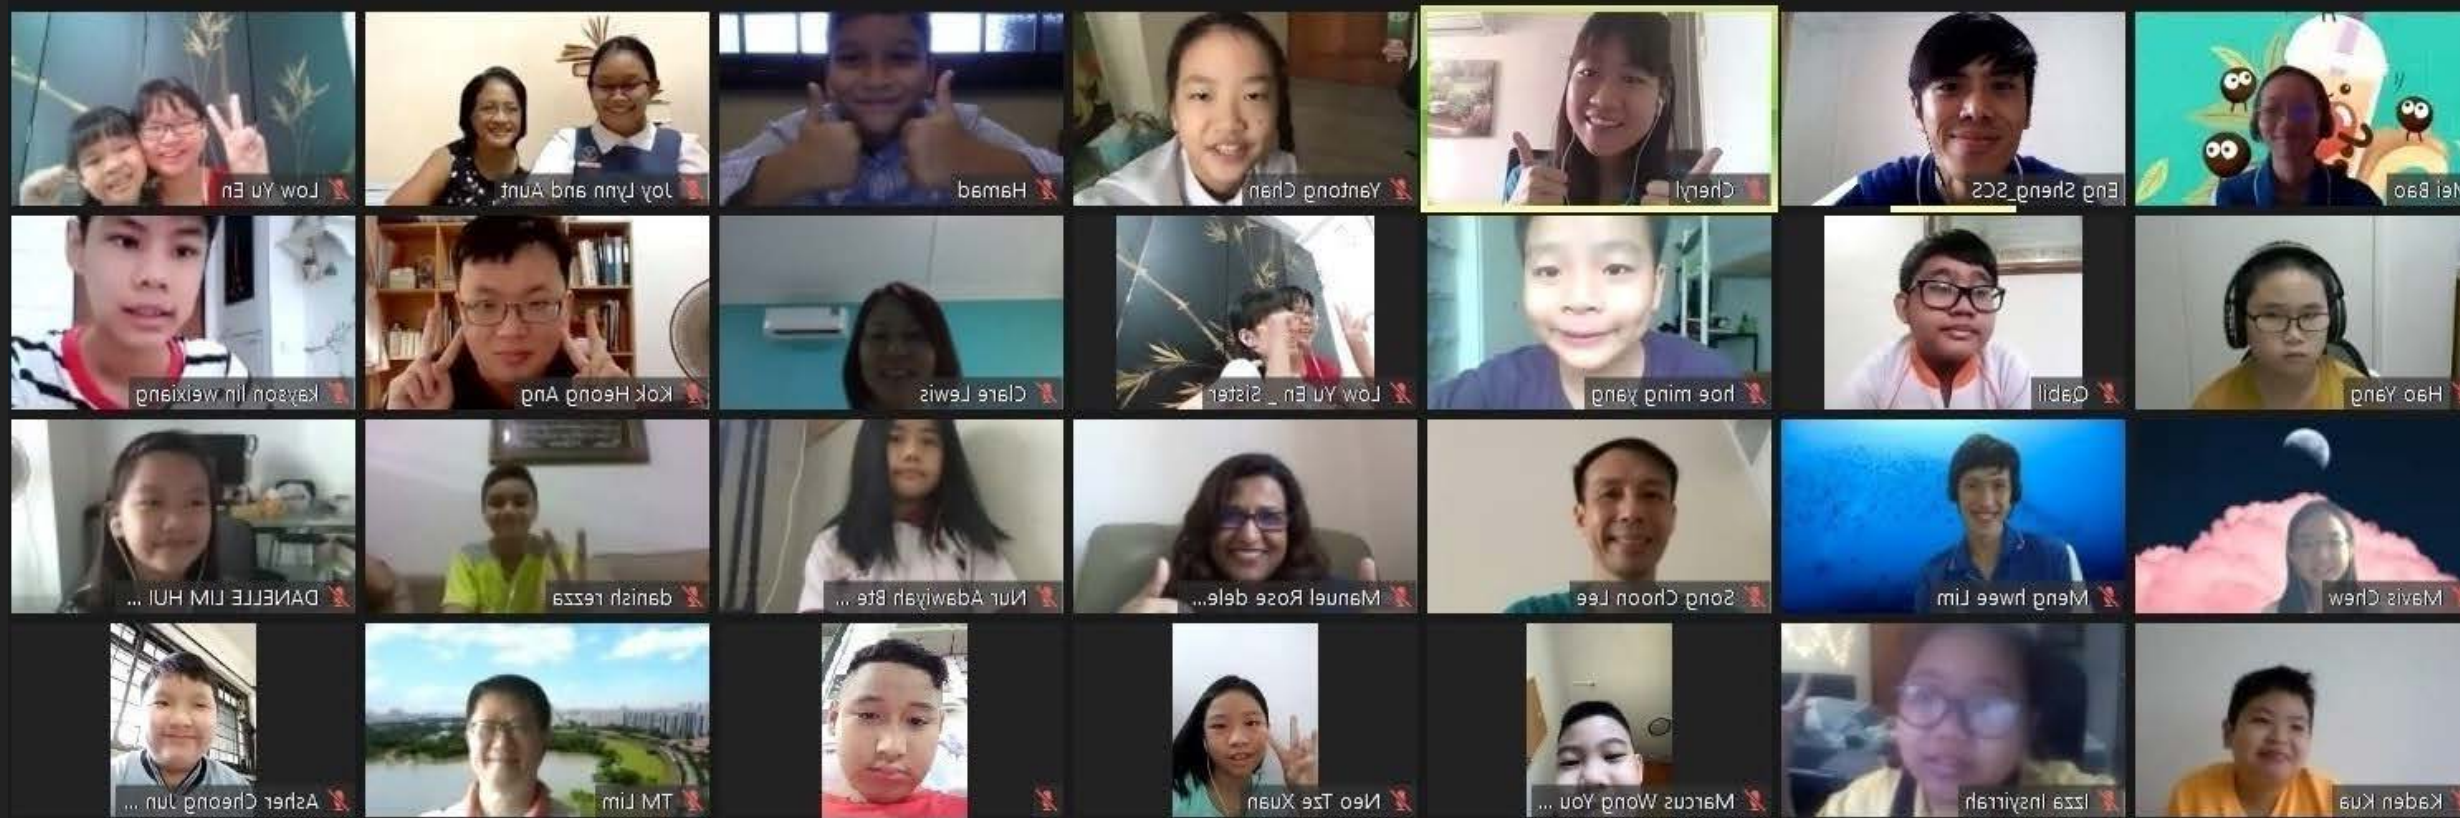 Low Yu En
Joy Lynn and Aunt
Hamad
Yantong Chan
Cheryl
Eng Sheng_SCS
Mei Bao
kayson lin weixiang
Kok Heong Ang
Clare Lewis
Low Yu En _ Sister
hoe ming yang
Qabil
Hao Yang
DANELLE LIM HUI ...
danish rezza
Nur Adawiyah Bte ...
Manuel Rose dele...
Song Choon Lee
Meng hwee Lim
Mavis Chew
Asher Cheong Jun ...
TM Lim
Neo Tze Xuan
Marcus Wong You ...
Izza Insyirrah
Kaden Kua